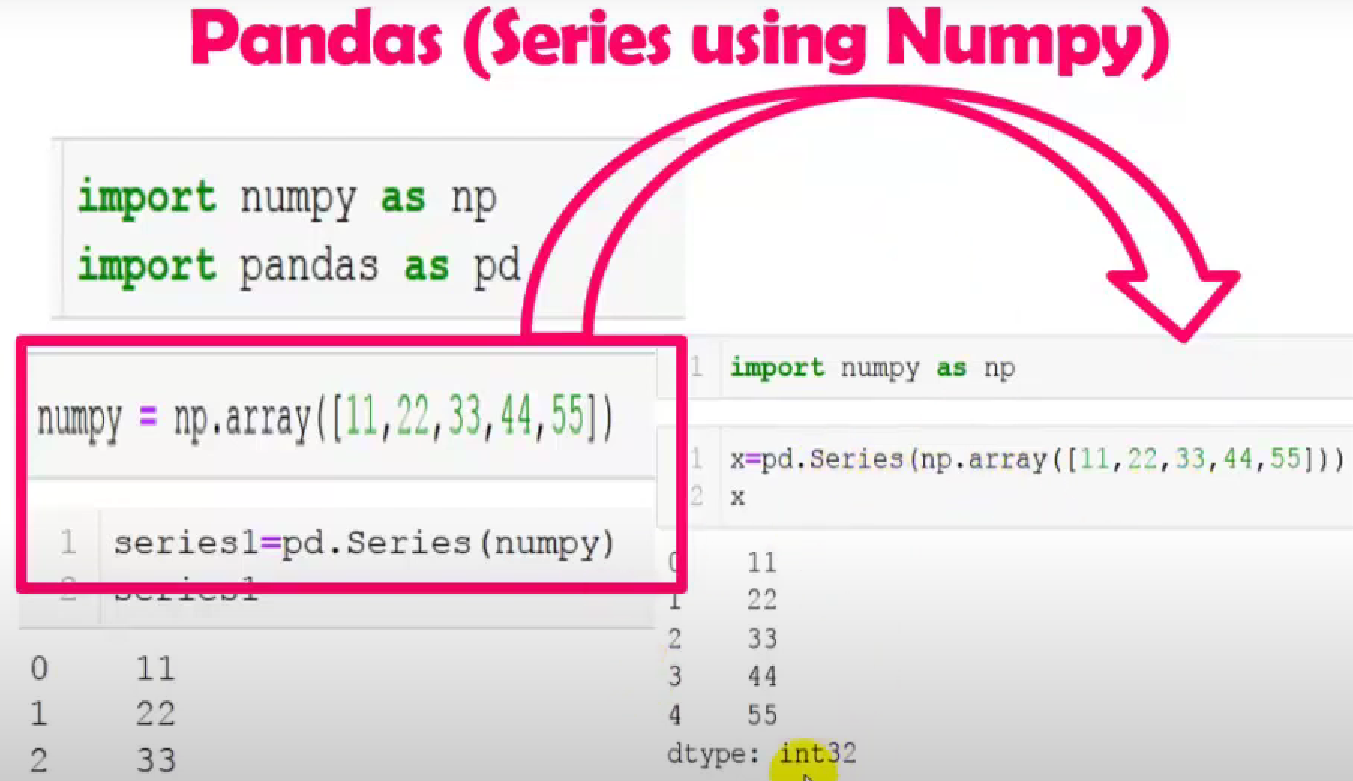 Pandas (Series using Numpy)
import numpy as np
import pandas as pd
numpy = np.array([11,22,33,44,55])
1 series1=pd.Series(numpy)
2 series1
0 11
1 22
2 33
1 import numpy as np
1 x=pd.Series(np.array([11,22,33,44,55]))
2 x
0 11
1 22
2 33
3 44
4 55
dtype: int32